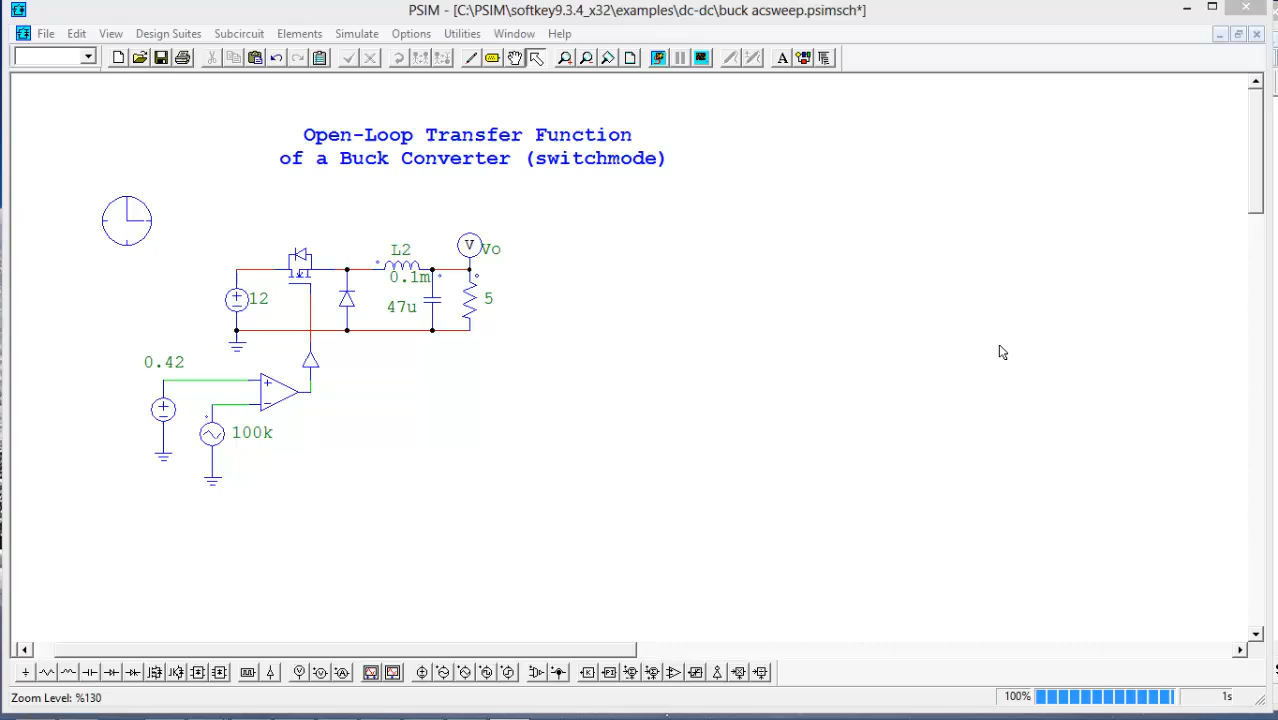 PSIM - [C:\PSIM\softkey9.3.4_x32\examples\dc-dc\buck acsweep.psimsch*]
File Edit View Design Suites Subcircuit Elements Simulate Options Utilities Window Help
A
Open-Loop Transfer Function
of a Buck Converter (switchmode)
V
Vo
L2
0.1m
12
47u
5
0.42
100k
Zoom Level: %130
100%
1s